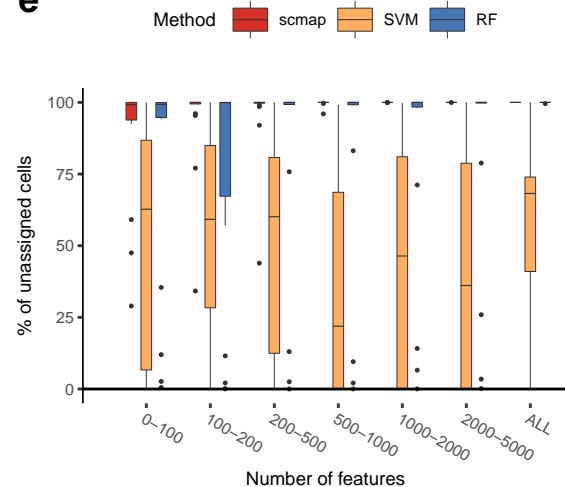 e
Method scmap SVM RF
100
75
50
25
0
% of unassigned cells
0−100 100−200 200−500 500−1000 1000−2000 2000−5000 ALL
Number of features